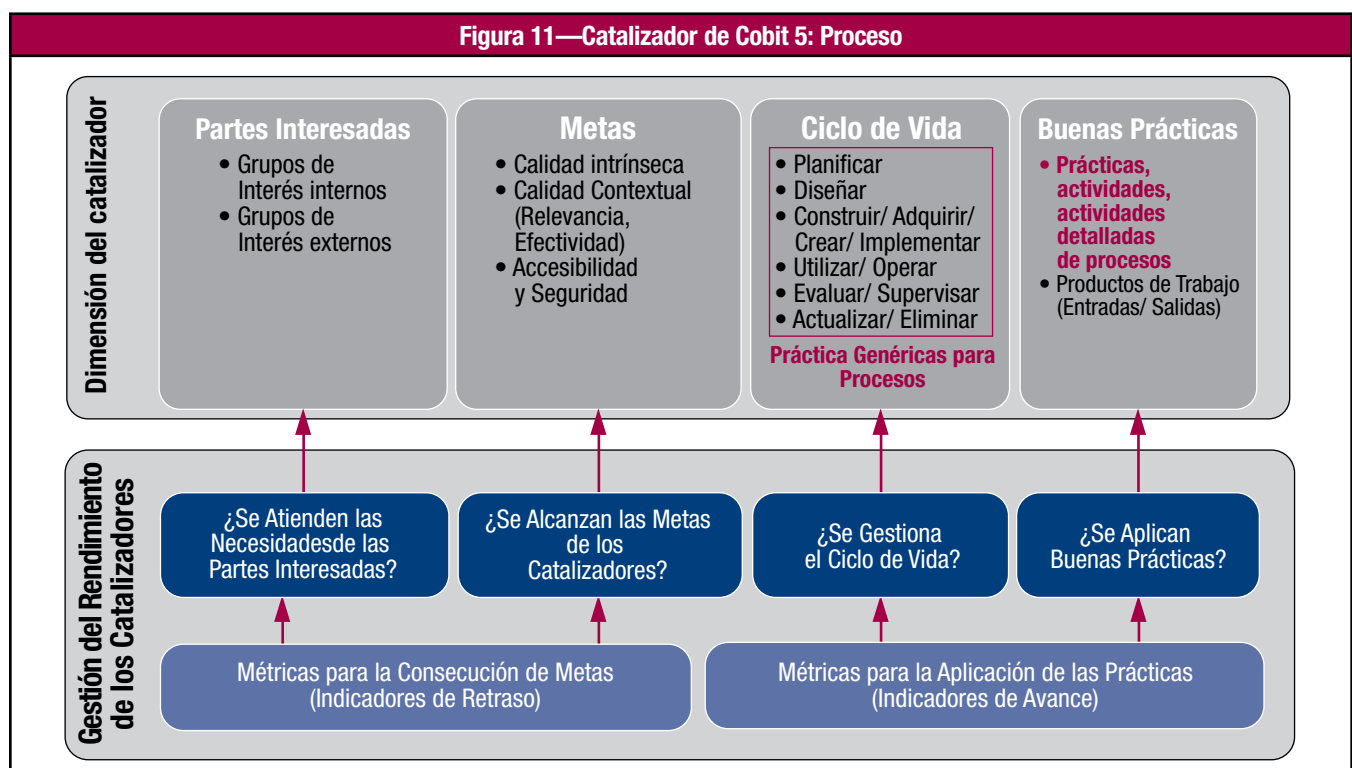 Figura 11—Catalizador de Cobit 5: Proceso
Dimensión del catalizador
Partes Interesadas
• Grupos de
Interés internos
• Grupos de
Interés externos
Metas
• Calidad intrínseca
• Calidad Contextual
(Relevancia,
Efectividad)
• Accesibilidad
y Seguridad
Ciclo de Vida
• Planificar
• Diseñar
• Construir/ Adquirir/
Crear/ Implementar
• Utilizar/ Operar
• Evaluar/ Supervisar
• Actualizar/ Eliminar
Práctica Genéricas para
Procesos
Buenas Prácticas
• Prácticas,
actividades,
actividades
detalladas
de procesos
• Productos de Trabajo
(Entradas/ Salidas)
Gestión del Rendimiento
de los Catalizadores
¿Se Atienden las
Necesidadesde las
Partes Interesadas?
¿Se Alcanzan las Metas
de los
Catalizadores?
¿Se Gestiona
el Ciclo de Vida?
¿Se Aplican
Buenas Prácticas?
Métricas para la Consecución de Metas
(Indicadores de Retraso)
Métricas para la Aplicación de las Prácticas
(Indicadores de Avance)